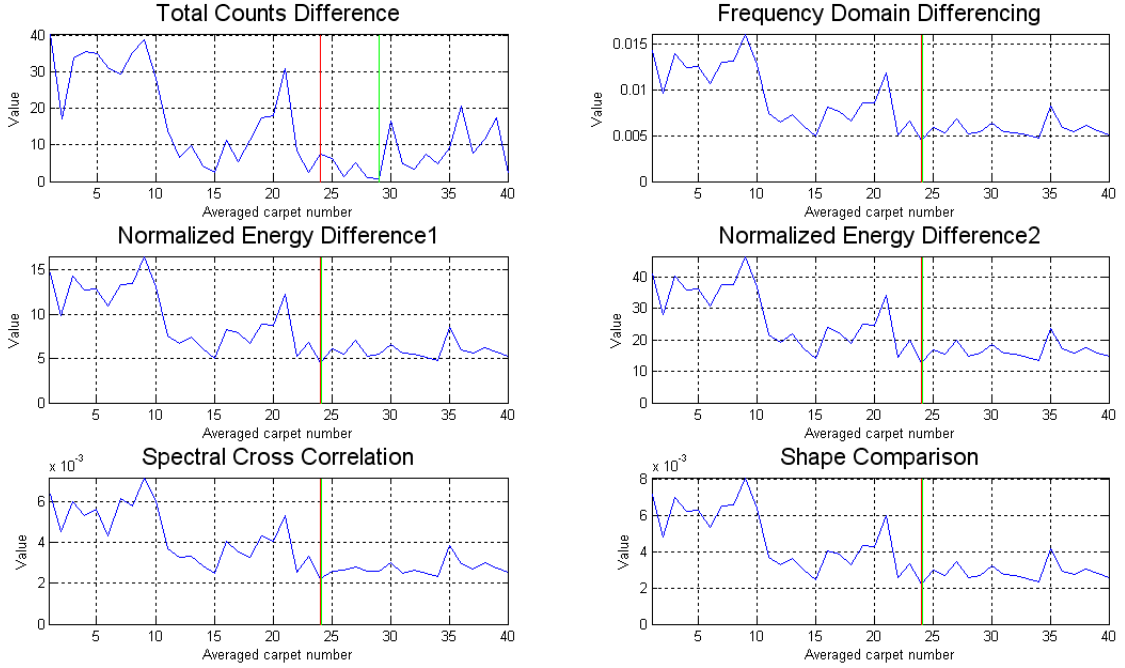 Total Counts Difference
40
30
20
10
0
Value
5 10 15 20 25 30 35 40
Averaged carpet number
Frequency Domain Differencing
0.015
0.01
0.005
0
Value
5 10 15 20 25 30 35 40
Averaged carpet number
Normalized Energy Difference1
15
10
5
0
Value
5 10 15 20 25 30 35 40
Averaged carpet number
Normalized Energy Difference2
40
30
20
10
0
Value
5 10 15 20 25 30 35 40
Averaged carpet number
Spectral Cross Correlation
x 10^-3
6
4
2
0
Value
5 10 15 20 25 30 35 40
Averaged carpet number
Shape Comparison
x 10^-3
8
6
4
2
0
Value
5 10 15 20 25 30 35 40
Averaged carpet number